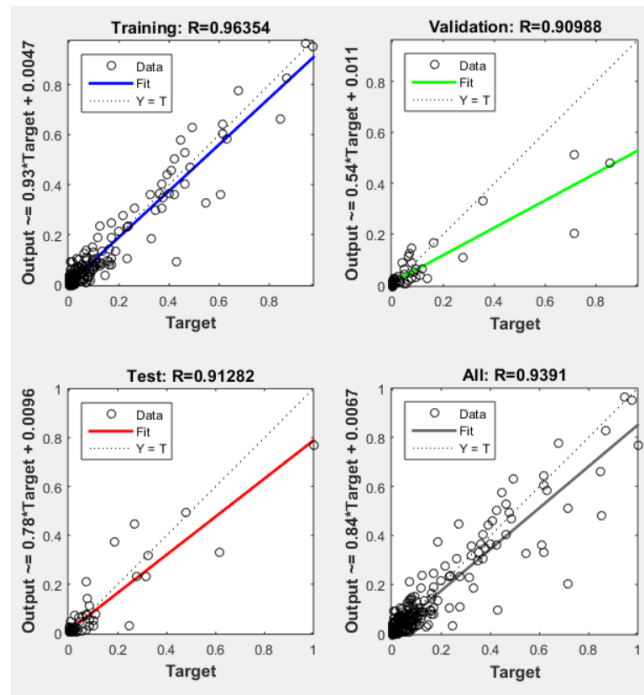 Training: R=0.96354
Output ~= 0.93*Target + 0.0047
Data
Fit
Y = T
0.8
0.6
0.4
0.2
0
0
0.2
0.4
0.6
0.8
Target
Validation: R=0.90988
Output ~= 0.54*Target + 0.011
Data
Fit
Y = T
0.8
0.6
0.4
0.2
0
0
0.2
0.4
0.6
0.8
Target
Test: R=0.91282
Output ~= 0.78*Target + 0.0096
Data
Fit
Y = T
1
0.8
0.6
0.4
0.2
0
0
0.2
0.4
0.6
0.8
1
Target
All: R=0.9391
Output ~= 0.84*Target + 0.0067
Data
Fit
Y = T
1
0.8
0.6
0.4
0.2
0
0
0.2
0.4
0.6
0.8
1
Target